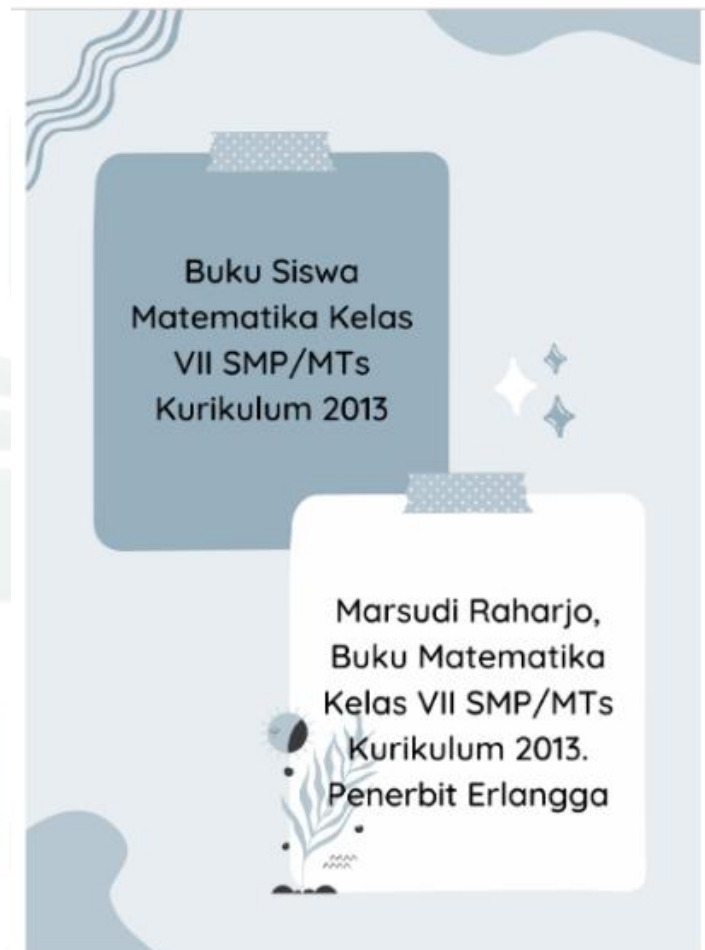 Buku Siswa
Matematika Kelas
VII SMP/MTs
Kurikulum 2013
Marsudi Raharjo,
Buku Matematika
Kelas VII SMP/MTs
Kurikulum 2013.
Penerbit Erlangga